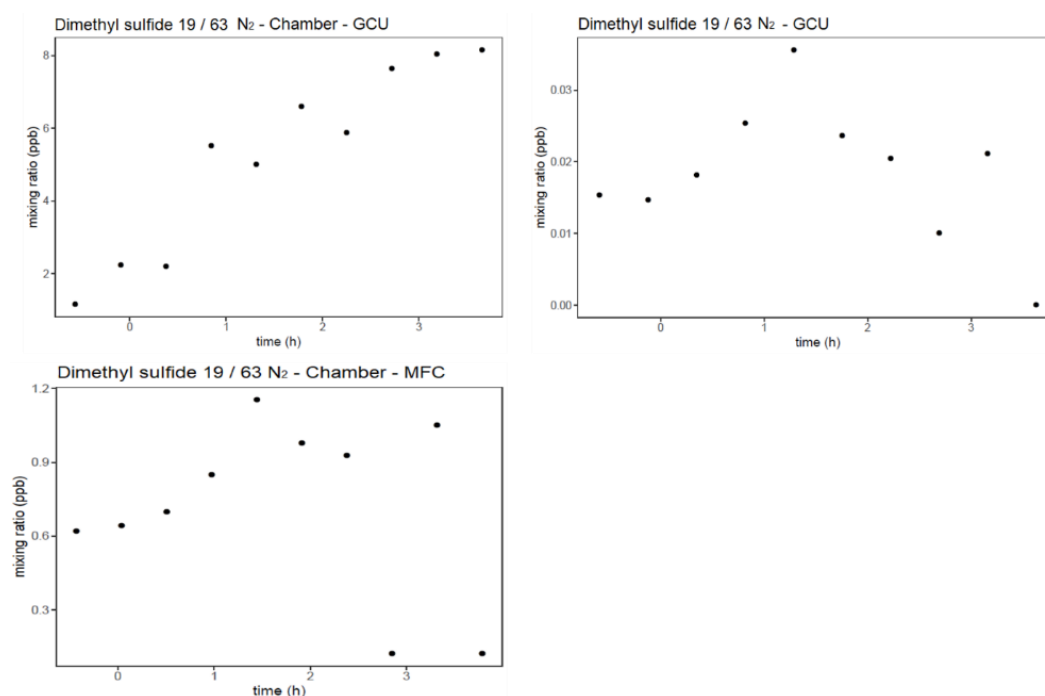 Dimethyl sulfide 19 / 63 N₂ - Chamber - GCU
8
6
4
2
mixing ratio (ppb)
0 1 2 3
time (h)
Dimethyl sulfide 19 / 63 N₂ - GCU
0.03
0.02
0.01
0.00
mixing ratio (ppb)
0 1 2 3
time (h)
Dimethyl sulfide 19 / 63 N₂ - Chamber - MFC
1.2
0.9
0.6
0.3
mixing ratio (ppb)
0 1 2 3
time (h)